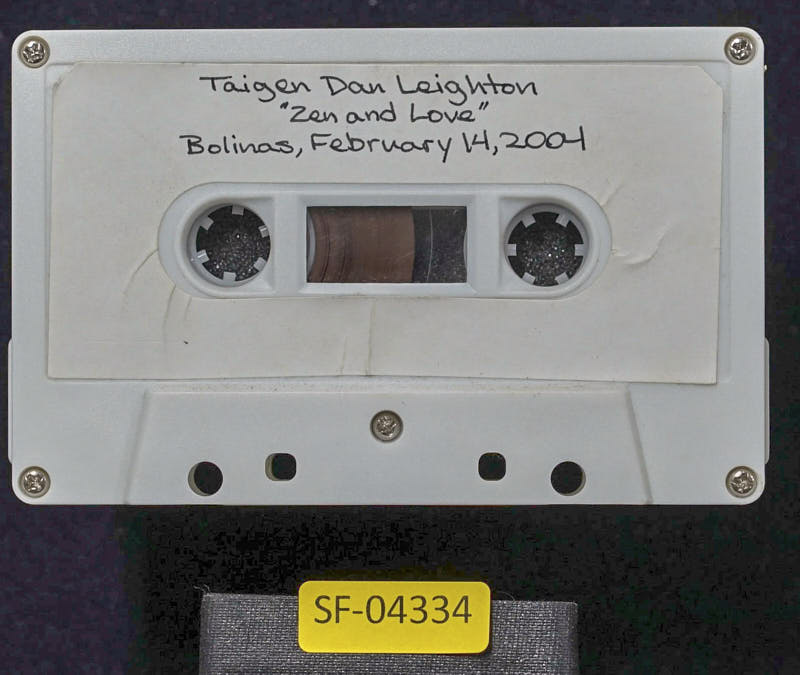 Taigen Dan Leighton
"Zen and Love"
Bolinas, February 14, 2004
SF-04334